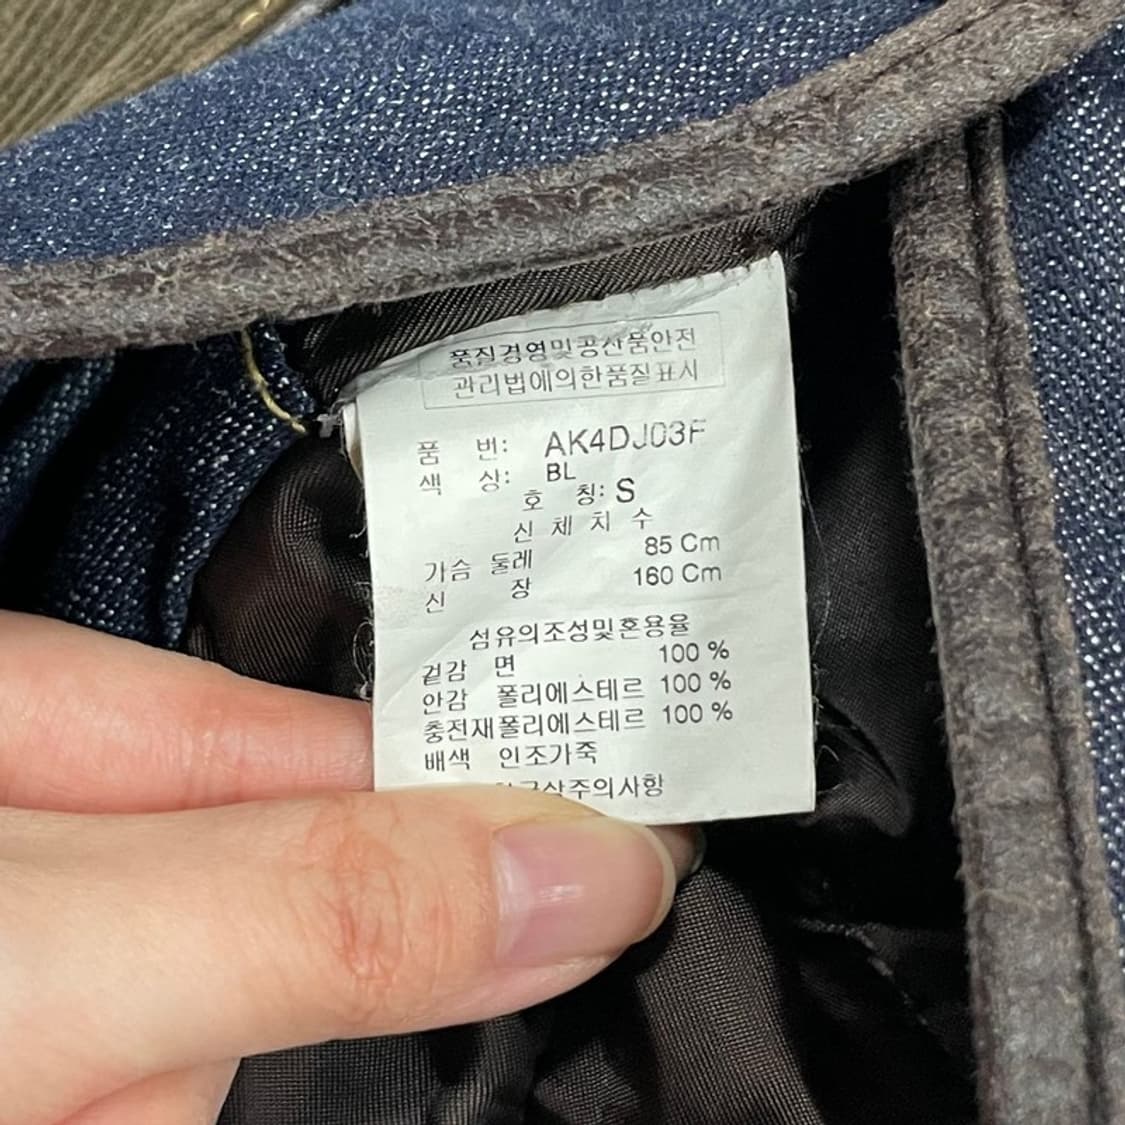 품질경영및공산품안전
관리법에의한품질표시
품 번: AK4DJ03F
색 상: BL
호 칭: S
신 체 치 수
가슴 둘레 85 Cm
신 장 160 Cm
섬유의조성및혼용율
겉감 면 100 %
안감 폴리에스테르 100 %
충전재폴리에스테르 100 %
배색 인조가죽
주의사항